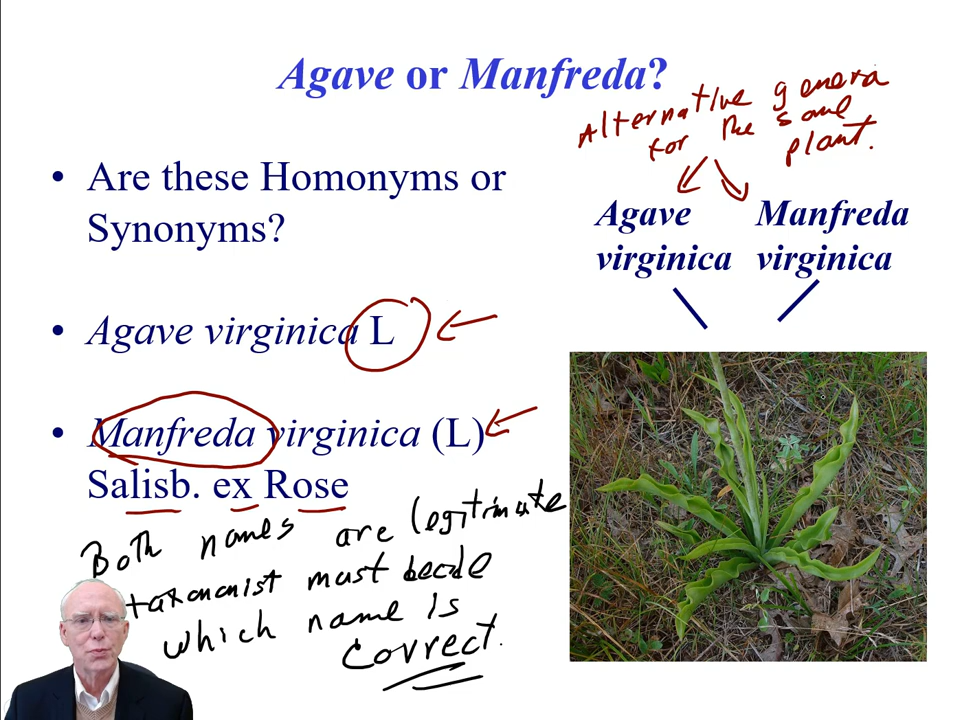 Agave or Manfreda?
Alternative genera
for the same
plant.
• Are these Homonyms or
Synonyms?
Agave
virginica
Manfreda
virginica
• Agave virginica L
• Manfreda virginica (L)
Salisb. ex Rose
Both names are legitimate
taxonomist must decide
which name is
correct.